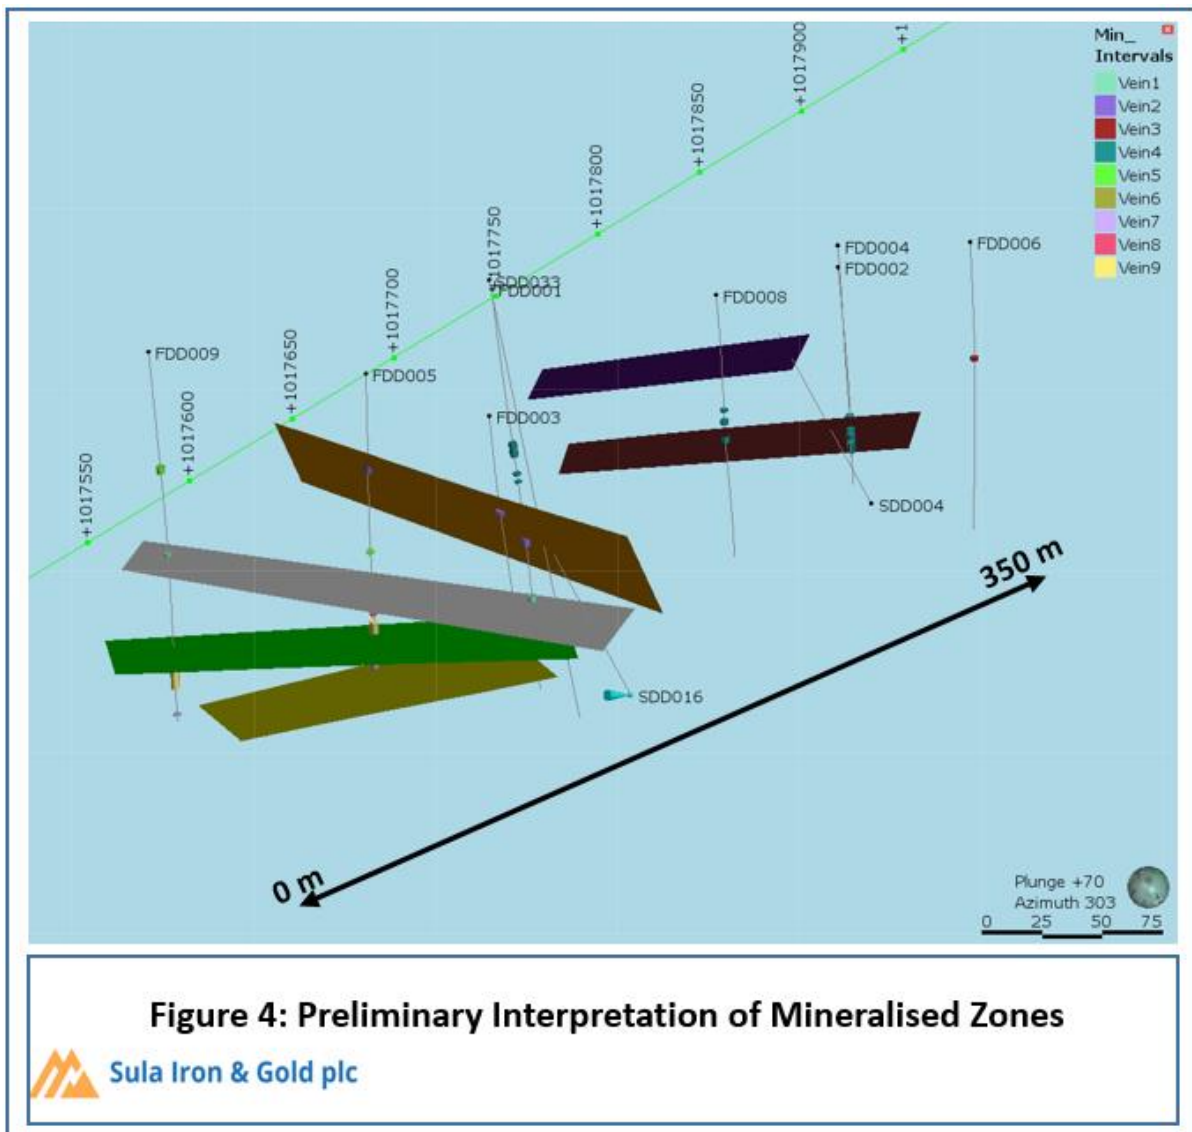 Min_
Intervals
Vein1
Vein2
Vein3
Vein4
Vein5
Vein6
Vein7
Vein8
Vein9
+1
+1017900
+1017850
+1017800
+1017750
+1017700
+1017650
+1017600
+1017550
FDD004
FDD006
FDD002
SDD033
FDD001
FDD008
FDD009
FDD005
FDD003
SDD004
350 m
SDD016
0 m
Plunge +70
Azimuth 303
0 25 50 75
Figure 4: Preliminary Interpretation of Mineralised Zones
Sula Iron & Gold plc